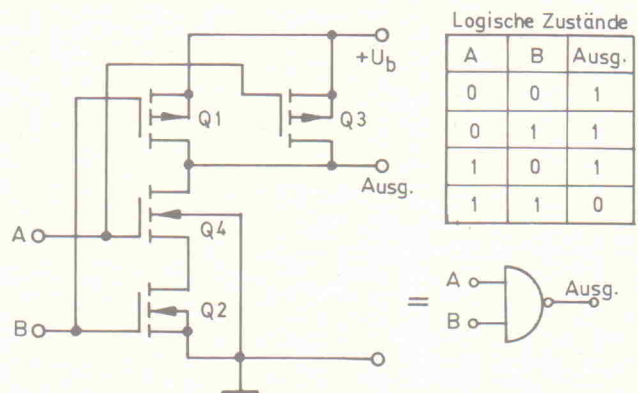 +U_b
Q1
Q3
Ausg.
A
Q4
B
Q2
Logische Zustände
A B Ausg.
0 0 1
0 1 1
1 0 1
1 1 0
=
A
B
Ausg.